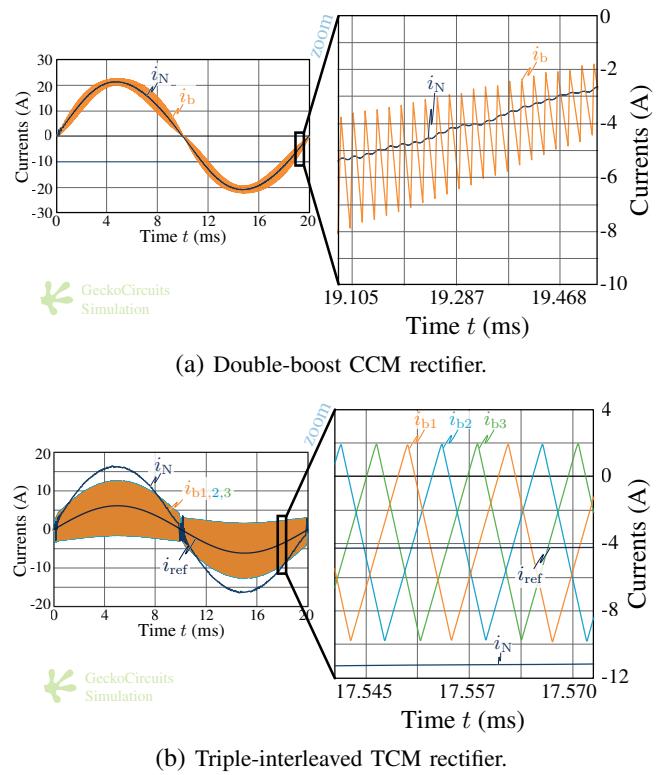 zoom
Currents (A)
30
20
10
0
-10
-20
-30
0
4
8
12
16
20
Time t (ms)
i_N
i_b
0
-2
-4
-6
-8
-10
Currents (A)
i_N
i_b
19.105
19.287
19.468
Time t (ms)
GeckoCircuits
Simulation
(a) Double-boost CCM rectifier.
zoom
Currents (A)
20
10
0
-10
-20
0
4
8
12
16
20
Time t (ms)
i_N
i_b1,2,3
i_ref
4
0
-4
-8
-12
Currents (A)
i_b1
i_b2
i_b3
i_ref
i_N
17.545
17.557
17.570
Time t (ms)
GeckoCircuits
Simulation
(b) Triple-interleaved TCM rectifier.